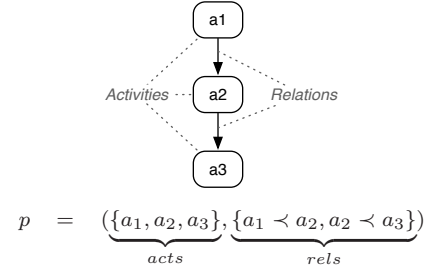 a1
Activities a2 Relations
a3
p = ({a₁, a₂, a₃}, {a₁ ≺ a₂, a₂ ≺ a₃})
acts rels